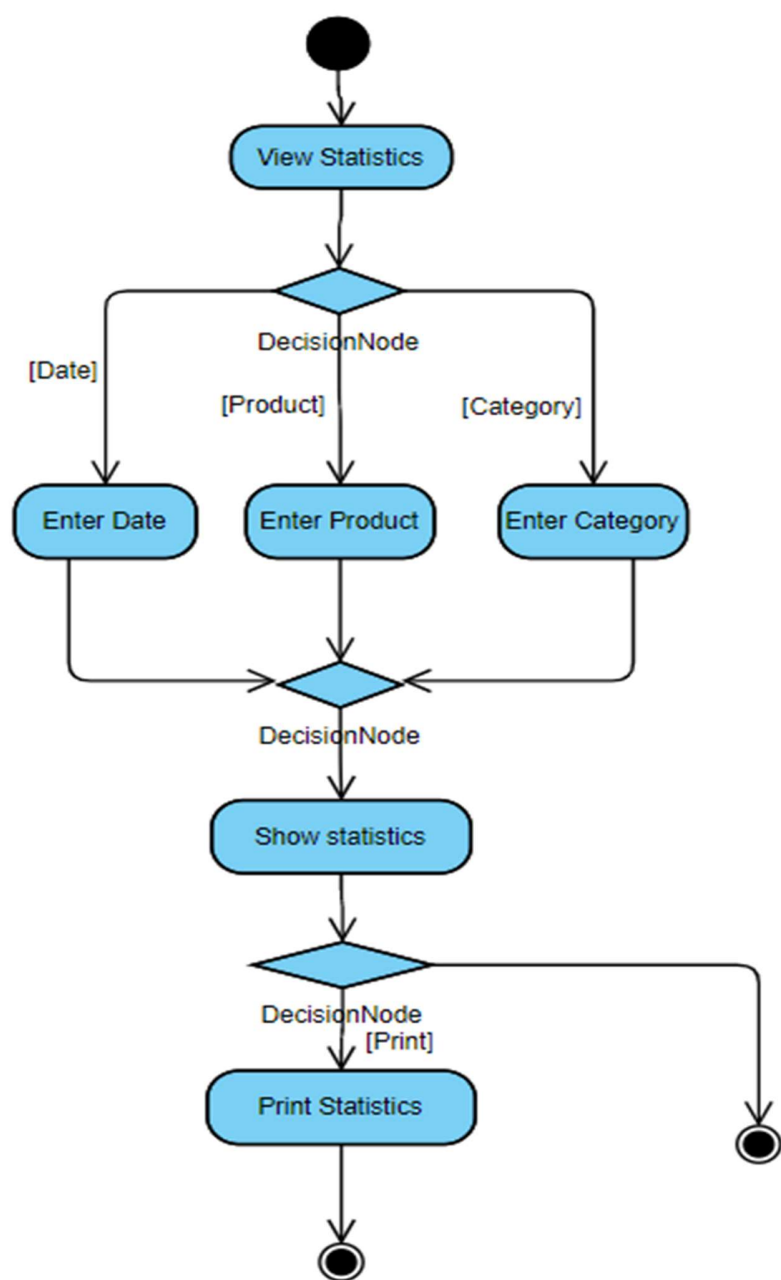 View Statistics
DecisionNode
[Date]
[Product]
[Category]
Enter Date
Enter Product
Enter Category
DecisionNode
Show statistics
DecisionNode
[Print]
Print Statistics